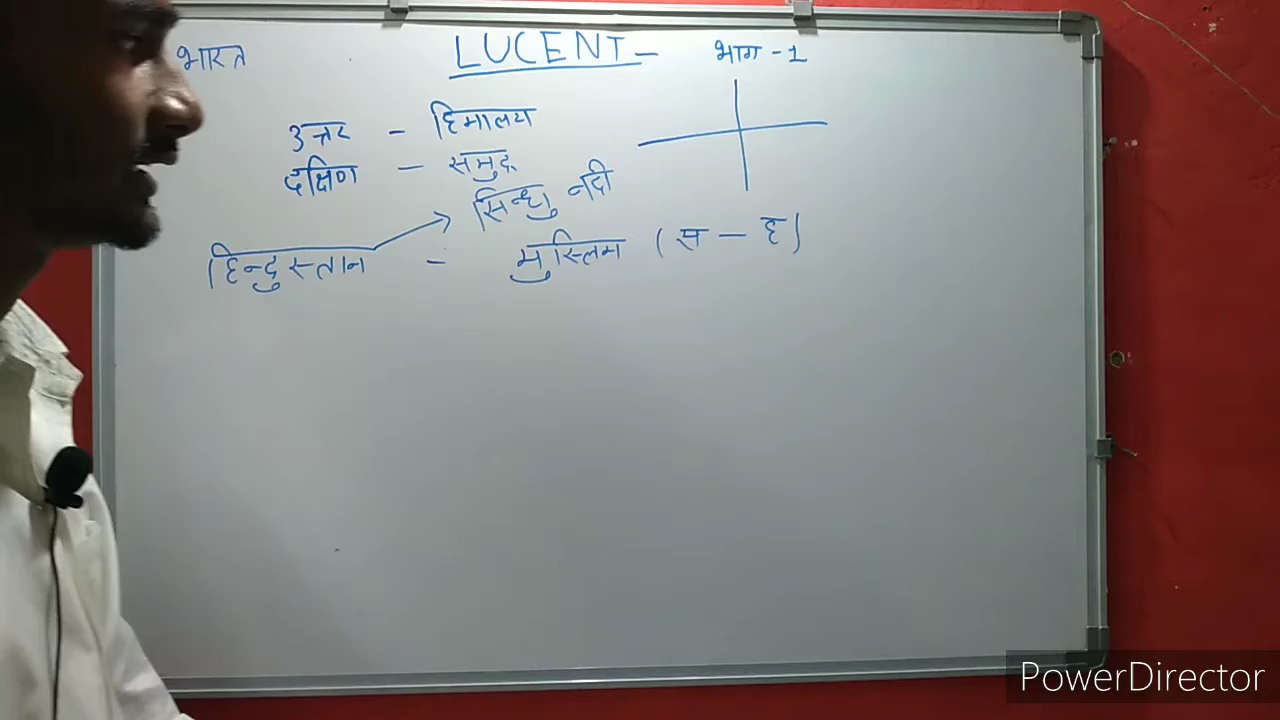 भारत LUCENT - भाग - 1
उत्तर - हिमालय
दक्षिण - समुद्र
सिन्धु नदी
हिन्दुस्तान - मुस्लिम (स - ह)
PowerDirector